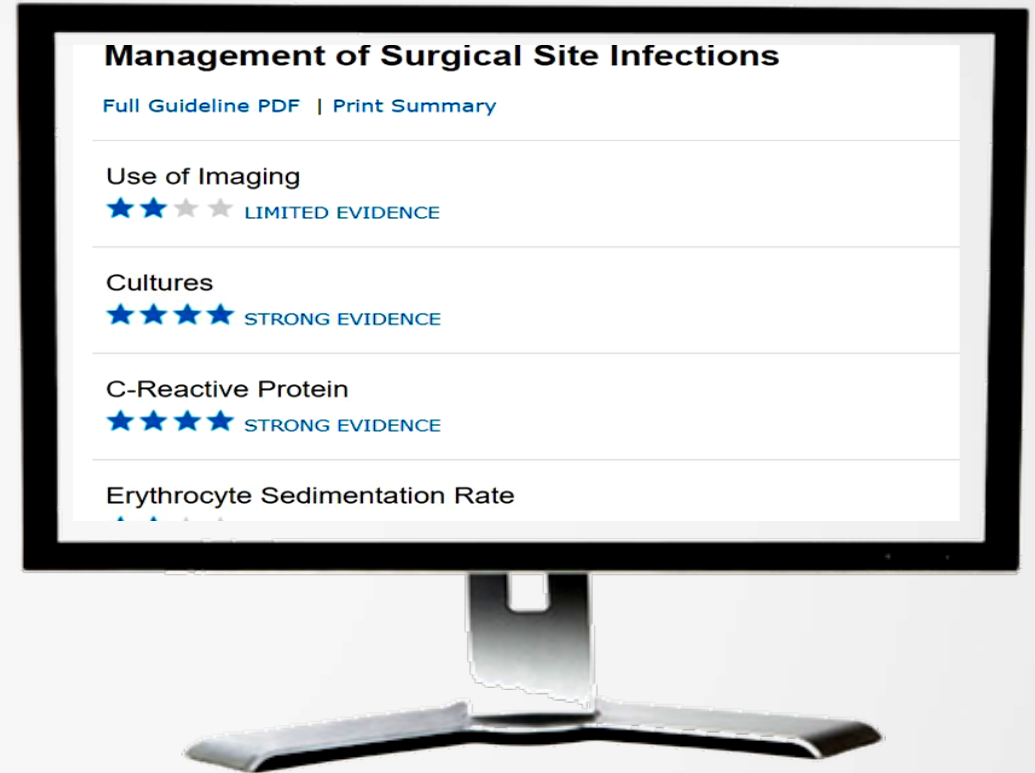 Management of Surgical Site Infections
Full Guideline PDF | Print Summary
Use of Imaging
LIMITED EVIDENCE
Cultures
STRONG EVIDENCE
C-Reactive Protein
STRONG EVIDENCE
Erythrocyte Sedimentation Rate